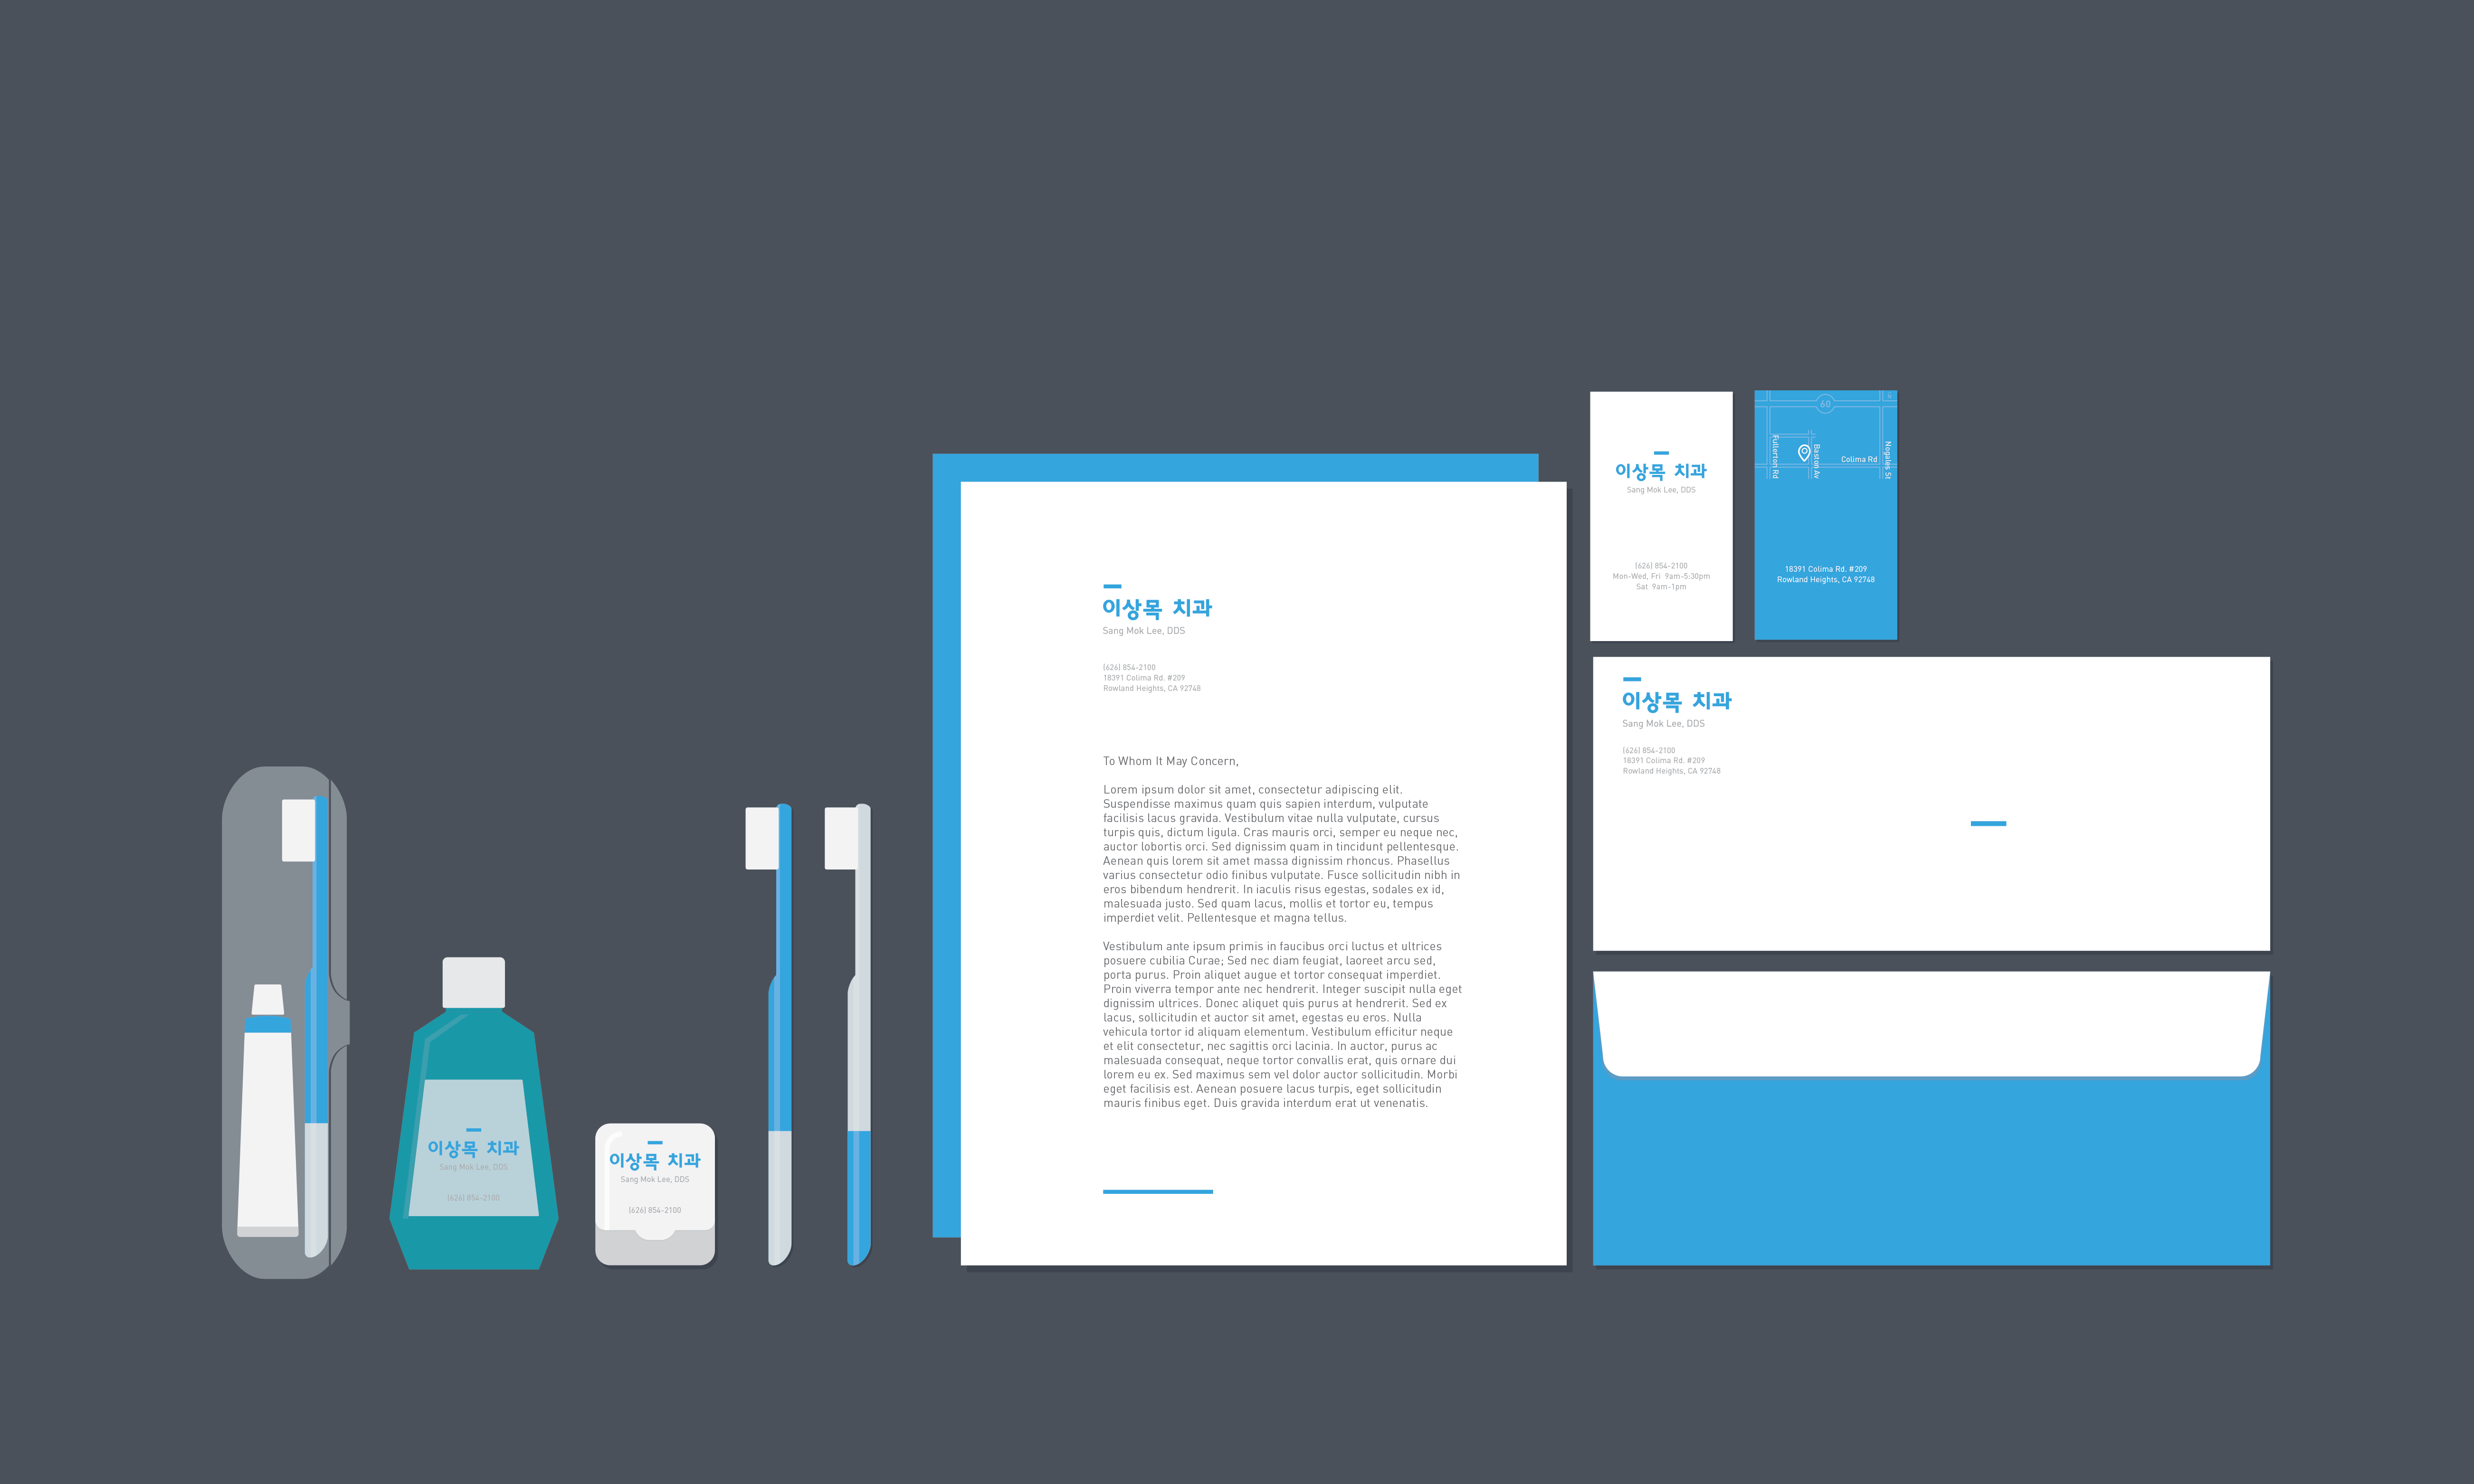 이상목 치과
Sang Mok Lee, DDS
(626) 854-2100
이상목 치과
Sang Mok Lee, DDS
(626) 854-2100
이상목 치과
Sang Mok Lee, DDS
(626) 854-2100
18391 Colima Rd. #209
Rowland Heights, CA 92748
To Whom It May Concern,
Lorem ipsum dolor sit amet, consectetur adipiscing elit.
Suspendisse maximus quam quis sapien interdum, vulputate
facilisis lacus gravida. Vestibulum vitae nulla vulputate, cursus
turpis quis, dictum ligula. Cras mauris orci, semper eu neque nec,
auctor lobortis orci. Sed dignissim quam in tincidunt pellentesque.
Aenean quis lorem sit amet massa dignissim rhoncus. Phasellus
varius consectetur odio finibus vulputate. Fusce sollicitudin nibh in
eros bibendum hendrerit. In iaculis risus egestas, sodales ex id,
malesuada justo. Sed quam lacus, mollis et tortor eu, tempus
imperdiet velit. Pellentesque et magna tellus.
Vestibulum ante ipsum primis in faucibus orci luctus et ultrices
posuere cubilia Curae; Sed nec diam feugiat, laoreet arcu sed,
porta purus. Proin aliquet augue et tortor consequat imperdiet.
Proin viverra tempor ante nec hendrerit. Integer suscipit nulla eget
dignissim ultrices. Donec aliquet quis purus at hendrerit. Sed ex
lacus, sollicitudin et auctor sit amet, egestas eu eros. Nulla
vehicula tortor id aliquam elementum. Vestibulum efficitur neque
et elit consectetur, nec sagittis orci lacinia. In auctor, purus ac
malesuada consequat, neque tortor convallis erat, quis ornare dui
lorem eu ex. Sed maximus sem vel dolor auctor sollicitudin. Morbi
eget facilisis est. Aenean posuere lacus turpis, eget sollicitudin
mauris finibus eget. Duis gravida interdum erat ut venenatis.
이상목 치과
Sang Mok Lee, DDS
(626) 854-2100
Mon-Wed, Fri 9am-5:30pm
Sat 9am-1pm
60
Fullerton Rd
Baston Av
Colima Rd
Nogales St
18391 Colima Rd. #209
Rowland Heights, CA 92748
이상목 치과
Sang Mok Lee, DDS
(626) 854-2100
18391 Colima Rd. #209
Rowland Heights, CA 92748